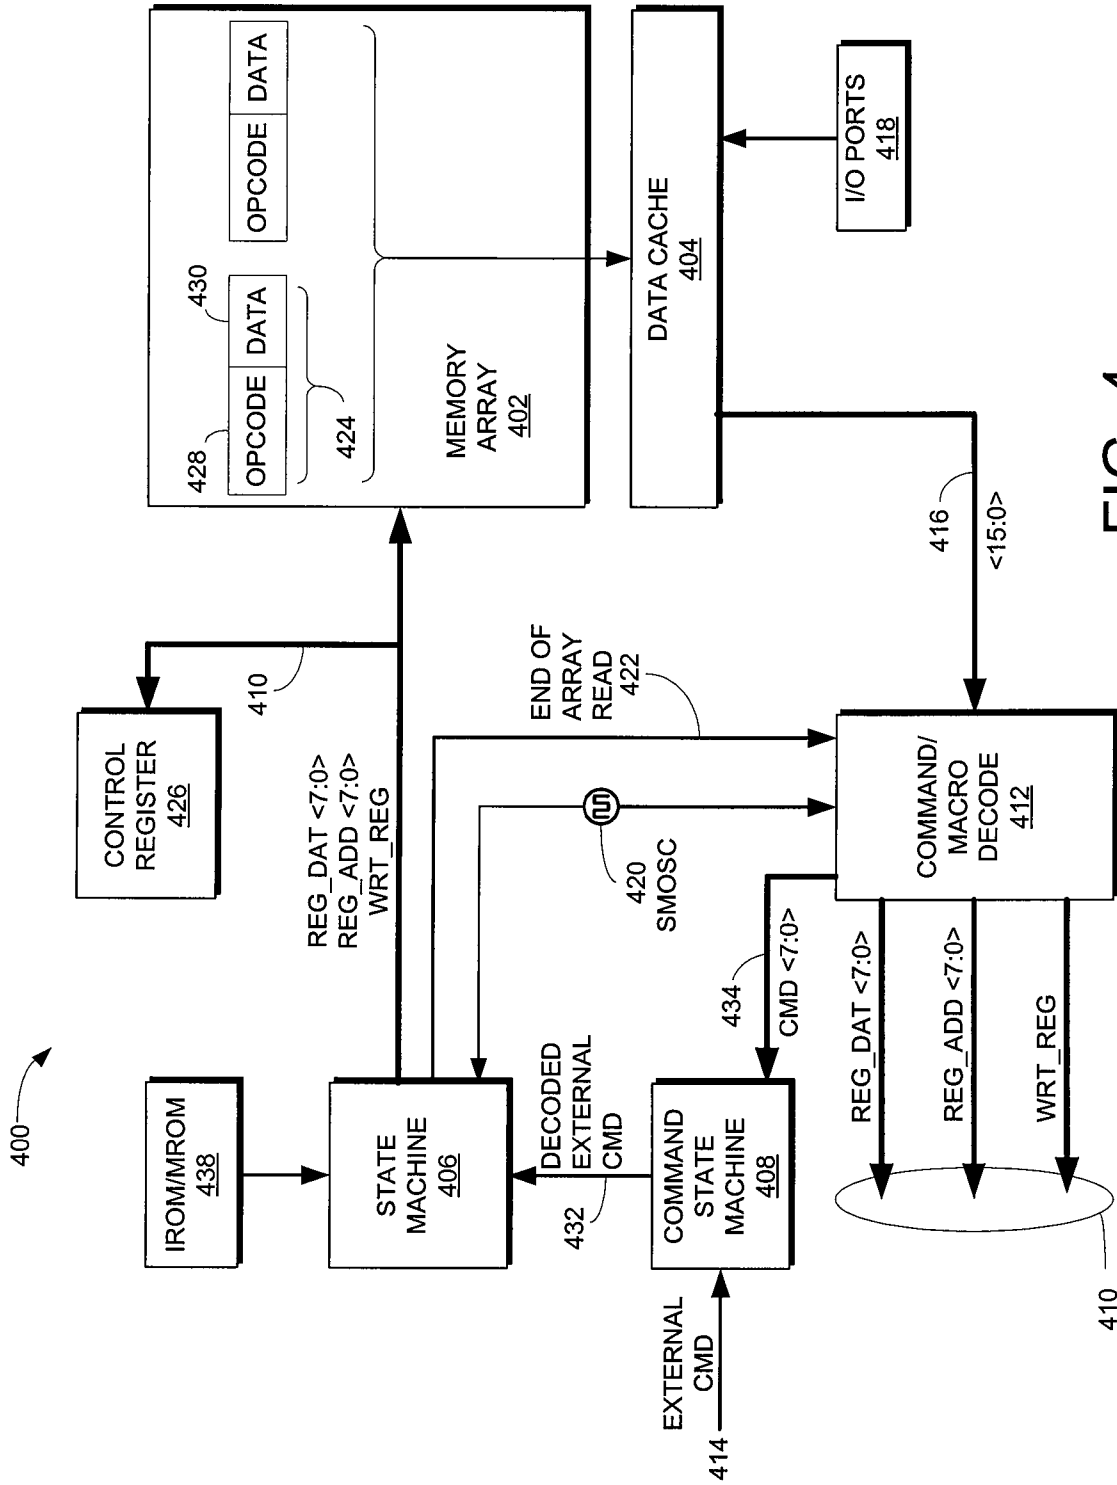 400
CONTROL
REGISTER
426
IROM/MROM
438
410
REG_DAT <7:0>
REG_ADD <7:0>
WRT_REG
428
430
OPCODE
DATA
OPCODE
DATA
424
MEMORY
ARRAY
402
STATE
MACHINE
406
END OF
ARRAY
READ
422
420
SMOSC
DECODED
EXTERNAL
CMD
432
DATA CACHE
404
EXTERNAL
CMD
414
COMMAND
STATE
MACHINE
408
434
CMD <7:0>
I/O PORTS
418
416
<15:0>
COMMAND/
MACRO
DECODE
412
REG_DAT <7:0>
REG_ADD <7:0>
WRT_REG
410
FIG. 4